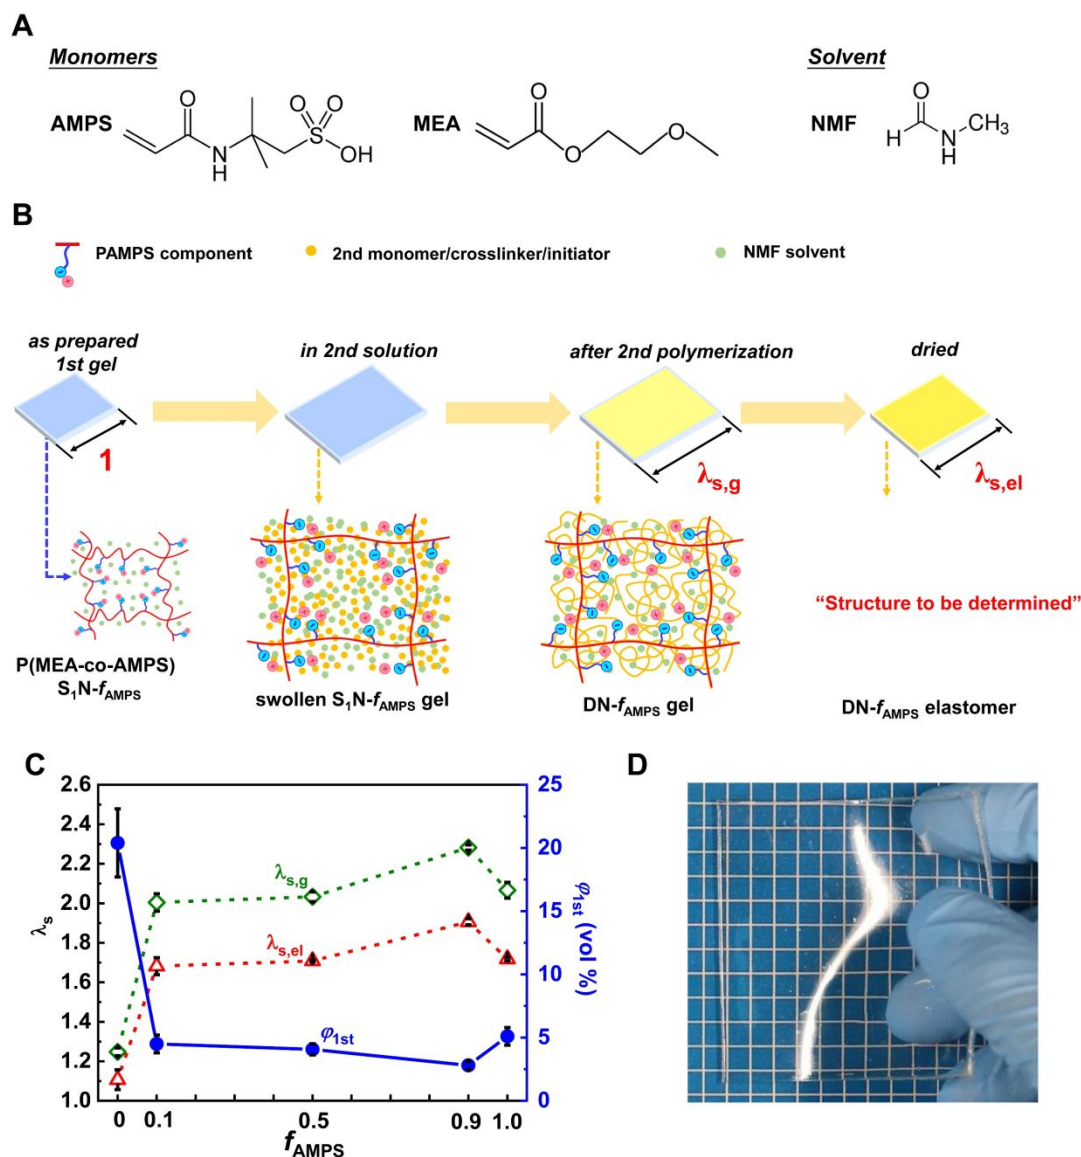 A
Monomers
Solvent
AMPS
O
N
H
O
O
S
OH
MEA
O
O
O
NMF
O
H
N
H
CH3
B
PAMPS component
2nd monomer/crosslinker/initiator
NMF solvent
as prepared
1st gel
in 2nd solution
after 2nd polymerization
dried
1
λs,g
λs,el
"Structure to be determined"
P(MEA-co-AMPS)
S1N-fAMPS
swollen S1N-fAMPS gel
DN-fAMPS gel
DN-fAMPS elastomer
C
2.6
2.4
2.2
2.0
1.8
1.6
1.4
1.2
1.0
λs
λs,g
λs,el
φ1st
25
20
15
10
5
0
φ1st (vol %)
0
0.1
0.5
0.9
1.0
fAMPS
D